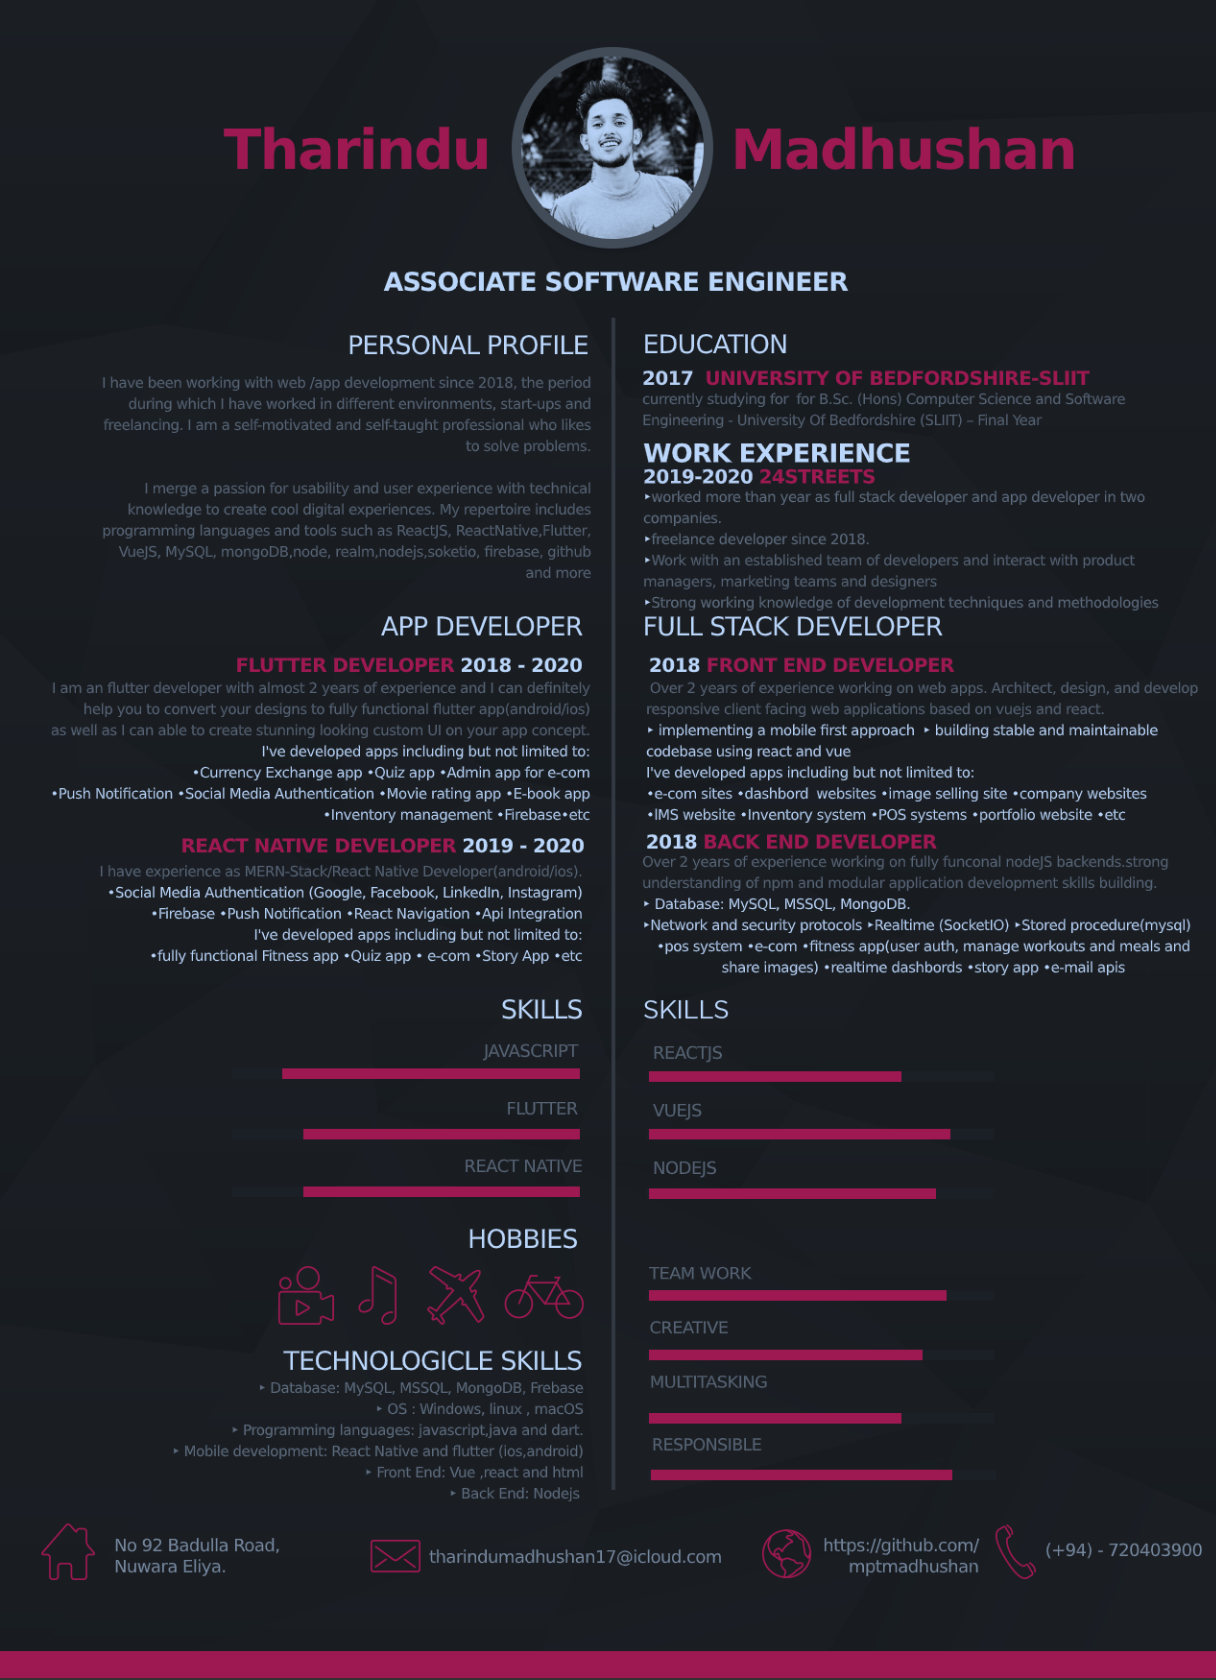 Tharindu Madhushan
ASSOCIATE SOFTWARE ENGINEER
PERSONAL PROFILE
I have been working with web /app development since 2018, the period
during which I have worked in different environments, start-ups and
freelancing. I am a self-motivated and self-taught professional who likes
to solve problems.
I merge a passion for usability and user experience with technical
knowledge to create cool digital experiences. My repertoire includes
programming languages and tools such as ReactJS, ReactNative,Flutter,
VueJS, MySQL, mongoDB,node, realm,nodejs,soketio, firebase, github
and more
APP DEVELOPER
FLUTTER DEVELOPER 2018 - 2020
I am an flutter developer with almost 2 years of experience and I can definitely
help you to convert your designs to fully functional flutter app(android/ios)
as well as I can able to create stunning looking custom UI on your app concept.
I've developed apps including but not limited to:
•Currency Exchange app •Quiz app •Admin app for e-com
•Push Notification •Social Media Authentication •Movie rating app •E-book app
•Inventory management •Firebase•etc
REACT NATIVE DEVELOPER 2019 - 2020
I have experience as MERN-Stack/React Native Developer(android/ios).
•Social Media Authentication (Google, Facebook, LinkedIn, Instagram)
•Firebase •Push Notification •React Navigation •Api Integration
I've developed apps including but not limited to:
•fully functional Fitness app •Quiz app • e-com •Story App •etc
SKILLS
JAVASCRIPT
FLUTTER
REACT NATIVE
HOBBIES
TECHNOLOGICLE SKILLS
‣ Database: MySQL, MSSQL, MongoDB, Frebase
‣ OS : Windows, linux , macOS
‣ Programming languages: javascript,java and dart.
‣ Mobile development: React Native and flutter (ios,android)
‣ Front End: Vue ,react and html
‣ Back End: Nodejs
EDUCATION
2017 UNIVERSITY OF BEDFORDSHIRE-SLIIT
currently studying for for B.Sc. (Hons) Computer Science and Software
Engineering - University Of Bedfordshire (SLIIT) – Final Year
WORK EXPERIENCE
2019-2020 24STREETS
‣worked more than year as full stack developer and app developer in two
companies.
‣freelance developer since 2018.
‣Work with an established team of developers and interact with product
managers, marketing teams and designers
‣Strong working knowledge of development techniques and methodologies
FULL STACK DEVELOPER
2018 FRONT END DEVELOPER
Over 2 years of experience working on web apps. Architect, design, and develop
responsive client facing web applications based on vuejs and react.
‣ implementing a mobile first approach ‣ building stable and maintainable
codebase using react and vue
I've developed apps including but not limited to:
•e-com sites •dashbord websites •image selling site •company websites
•IMS website •Inventory system •POS systems •portfolio website •etc
2018 BACK END DEVELOPER
Over 2 years of experience working on fully funconal nodeJS backends.strong
understanding of npm and modular application development skills building.
‣ Database: MySQL, MSSQL, MongoDB.
‣Network and security protocols ‣Realtime (SocketIO) ‣Stored procedure(mysql)
•pos system •e-com •fitness app(user auth, manage workouts and meals and
share images) •realtime dashbords •story app •e-mail apis
SKILLS
REACTJS
VUEJS
NODEJS
TEAM WORK
CREATIVE
MULTITASKING
RESPONSIBLE
No 92 Badulla Road,
Nuwara Eliya.
tharindumadhushan17@icloud.com
https://github.com/
mptmadhushan
(+94) - 720403900